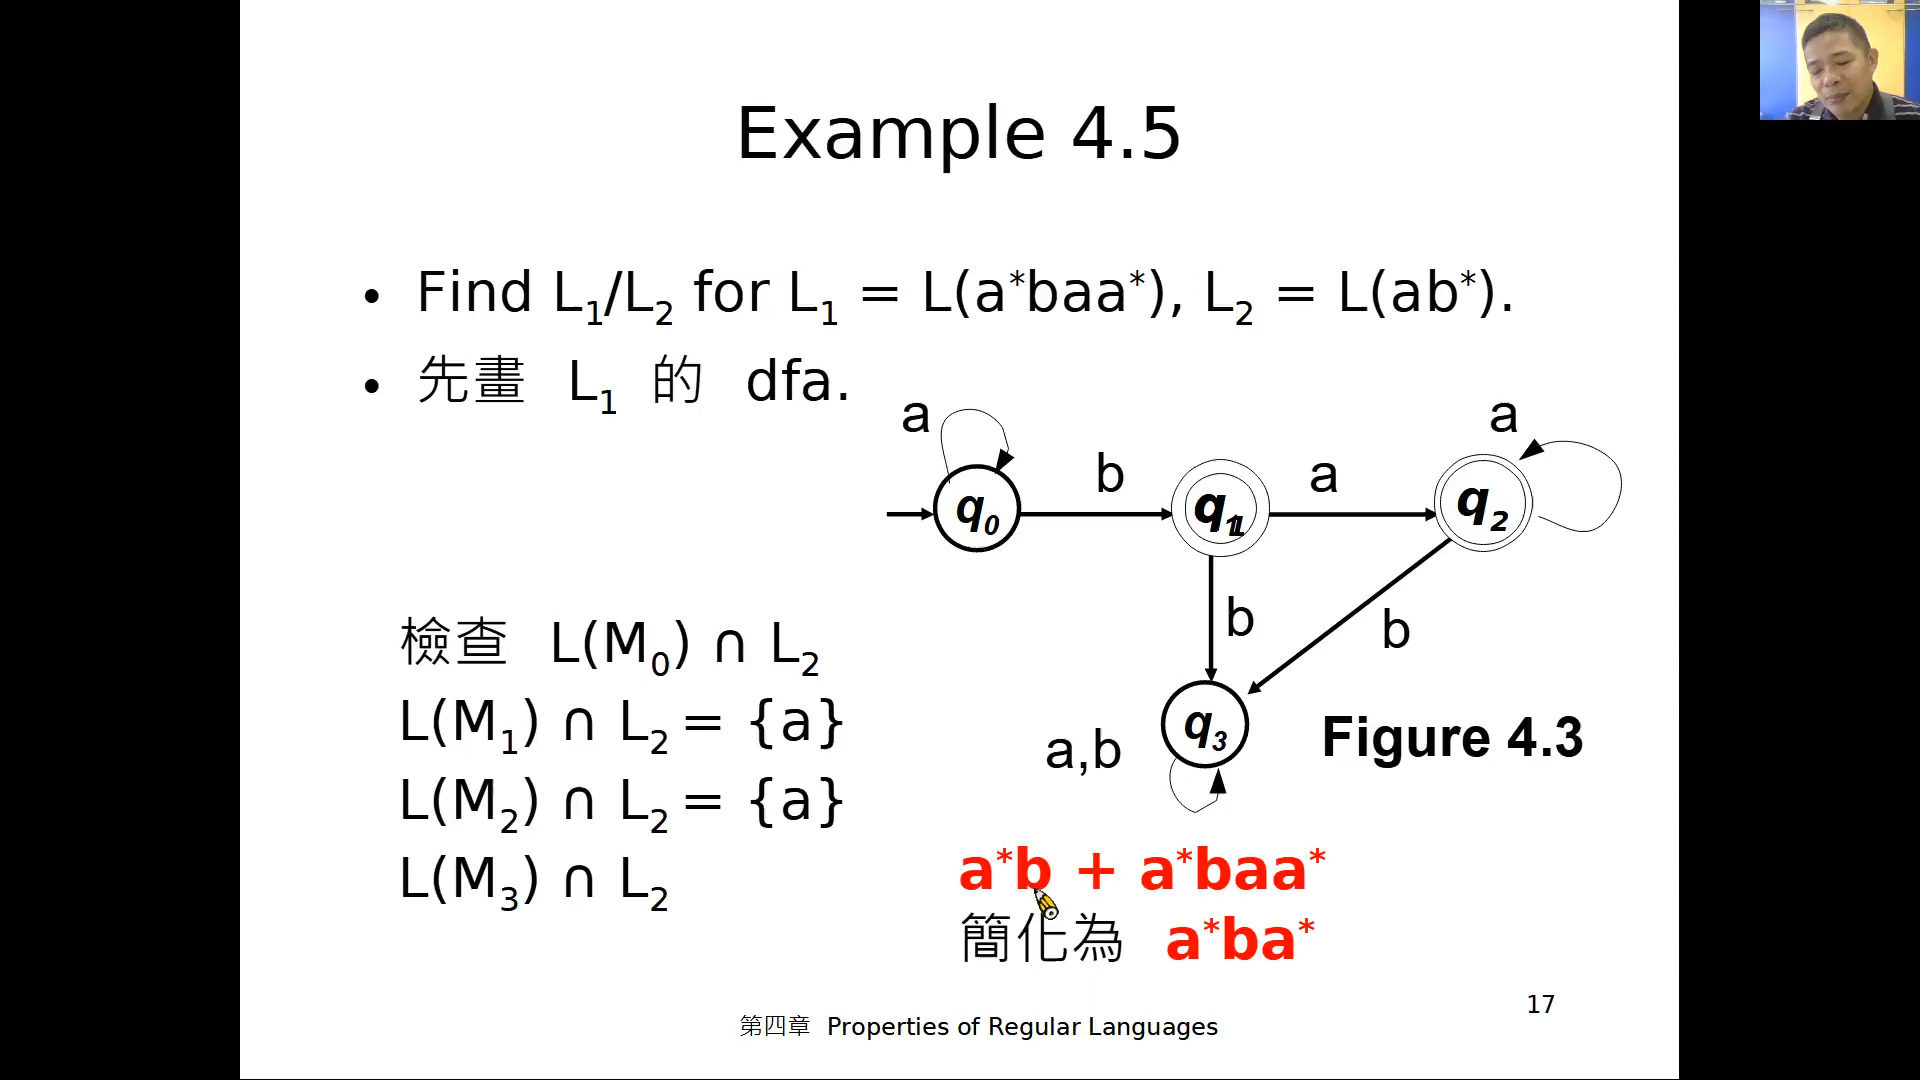 Example 4.5
• Find L₁/L₂ for L₁ = L(a*baa*), L₂ = L(ab*).
• 先畫 L₁ 的 dfa.
a
a
b
a
q₀
q₁
q₂
b
b
檢查 L(M₀) ∩ L₂
L(M₁) ∩ L₂ = {a}
q₃
Figure 4.3
a,b
L(M₂) ∩ L₂ = {a}
L(M₃) ∩ L₂
a*b + a*baa*
簡化為 a*ba*
17
第四章 Properties of Regular Languages